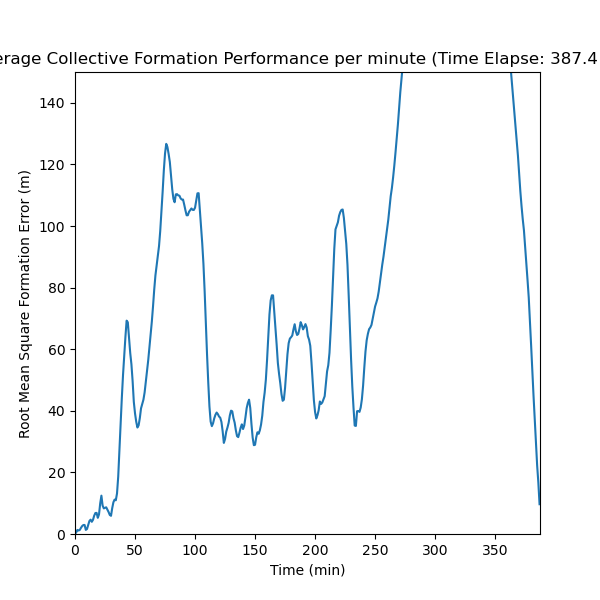 erage Collective Formation Performance per minute (Time Elapse: 387.4
Root Mean Square Formation Error (m)
140
120
100
80
60
40
20
0
0 50 100 150 200 250 300 350
Time (min)